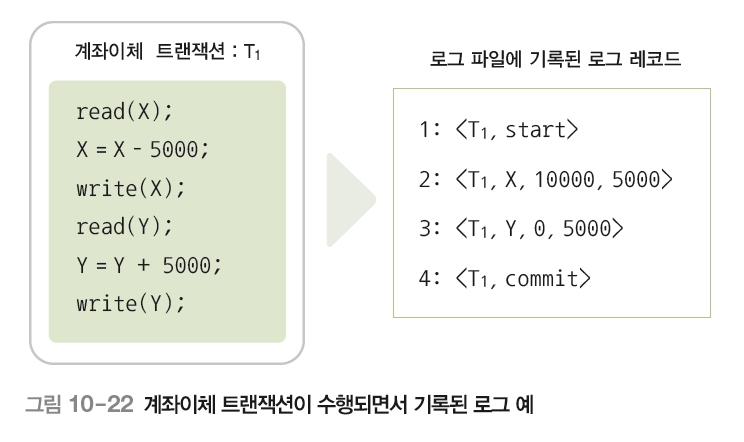 계좌이체 트랜잭션 : T₁
read(X);
X = X - 5000;
write(X);
read(Y);
Y = Y + 5000;
write(Y);
로그 파일에 기록된 로그 레코드
1: <T₁, start>
2: <T₁, X, 10000, 5000>
3: <T₁, Y, 0, 5000>
4: <T₁, commit>
그림 10-22 계좌이체 트랜잭션이 수행되면서 기록된 로그 예